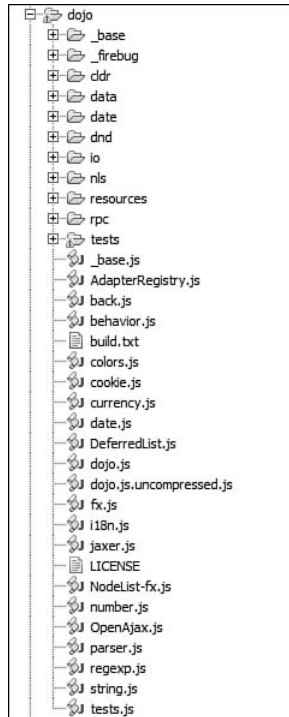 dojo
_base
_firebug
cldr
data
date
dnd
io
nls
resources
rpc
tests
_base.js
AdapterRegistry.js
back.js
behavior.js
build.txt
colors.js
cookie.js
currency.js
date.js
DeferredList.js
dojo.js
dojo.js.uncompressed.js
fx.js
i18n.js
jaxer.js
LICENSE
NodeList-fx.js
number.js
OpenAjax.js
parser.js
regexp.js
string.js
tests.js